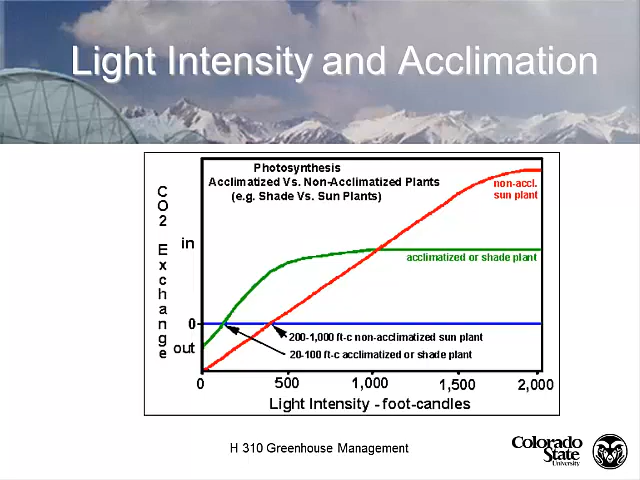 Light Intensity and Acclimation
Photosynthesis
Acclimatized Vs. Non-Acclimatized Plants
(e.g. Shade Vs. Sun Plants)
non-accl.
sun plant
acclimatized or shade plant
CO2 Exchange
in
0
out
200-1,000 ft-c non-acclimatized sun plant
20-100 ft-c acclimatized or shade plant
0 500 1,000 1,500 2,000
Light Intensity - foot-candles
H 310 Greenhouse Management
Colorado
State
University